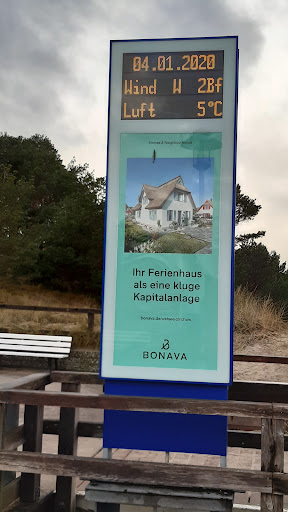 04.01.2020
Wind W 2Bf
Luft 5°C
Ihr Ferienhaus
als eine kluge
Kapitalanlage
BONAVA